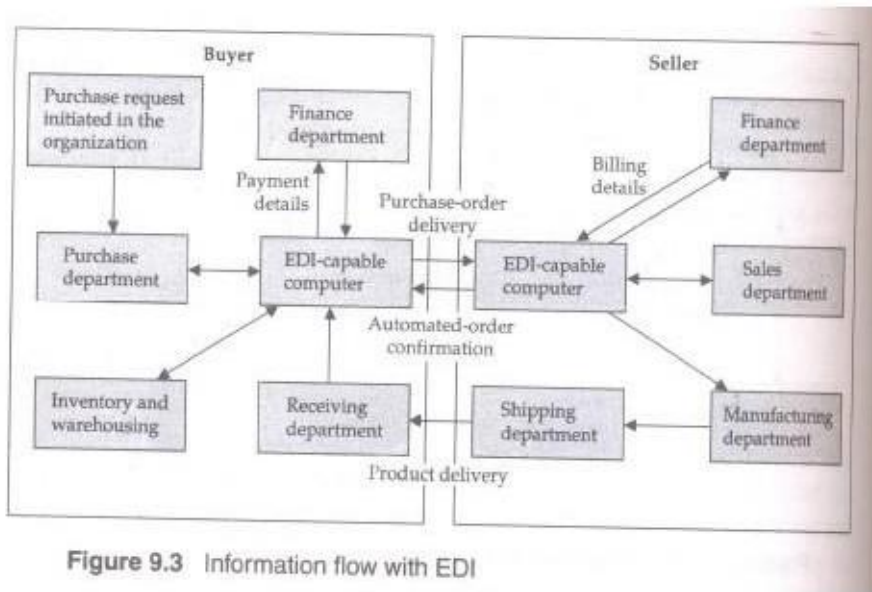 Buyer
Seller
Purchase request
initiated in the
organization
Finance
department
Finance
department
Payment
details
Billing
details
Purchase-order
delivery
Purchase
department
EDI-capable
computer
EDI-capable
computer
Sales
department
Automated-order
confirmation
Inventory and
warehousing
Receiving
department
Shipping
department
Manufacturing
department
Product delivery
Figure 9.3 Information flow with EDI